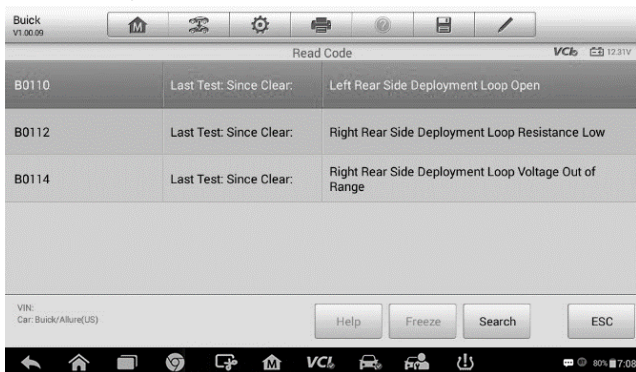 Buick
V1.00.09
Read Code
VCI
12.31V
B0110 Last Test: Since Clear: Left Rear Side Deployment Loop Open
B0112 Last Test: Since Clear: Right Rear Side Deployment Loop Resistance Low
B0114 Last Test: Since Clear: Right Rear Side Deployment Loop Voltage Out of
Range
VIN:
Car: Buick/Allure(US)
Help Freeze Search ESC
M VCI 80% 7:08